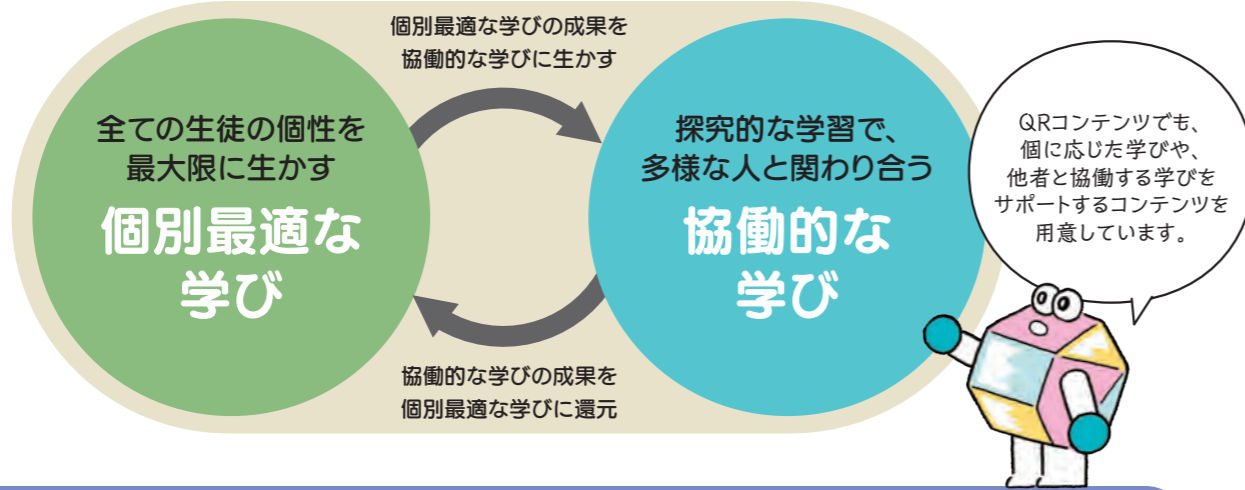 個別最適な学びの成果を
協働的な学びに生かす
全ての生徒の個性を
最大限に生かす
個別最適な
学び
探究的な学習で、
多様な人と関わり合う
協働的な
学び
協働的な学びの成果を
個別最適な学びに還元
QRコンテンツでも、
個に応じた学びや、
他者と協働する学びを
サポートするコンテンツを
用意しています。